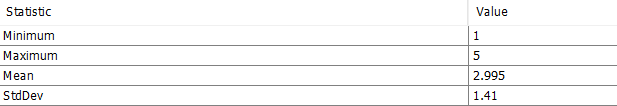 Statistic Value
Minimum 1
Maximum 5
Mean 2.995
StdDev 1.41